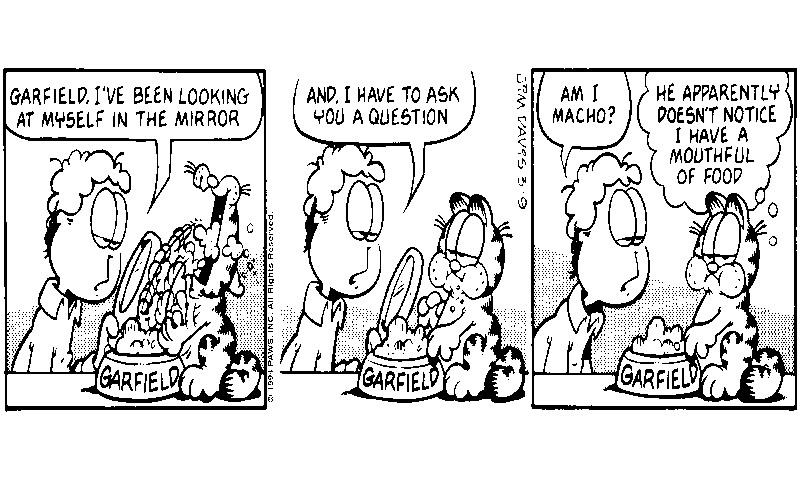 GARFIELD, I'VE BEEN LOOKING
AT MYSELF IN THE MIRROR
GARFIELD
© 1991 PAWS, INC. All Rights Reserved.
AND, I HAVE TO ASK
YOU A QUESTION
GARFIELD
JIM DAVIS 3-9
AM I
MACHO?
HE APPARENTLY
DOESN'T NOTICE
I HAVE A
MOUTHFUL
OF FOOD
GARFIELD